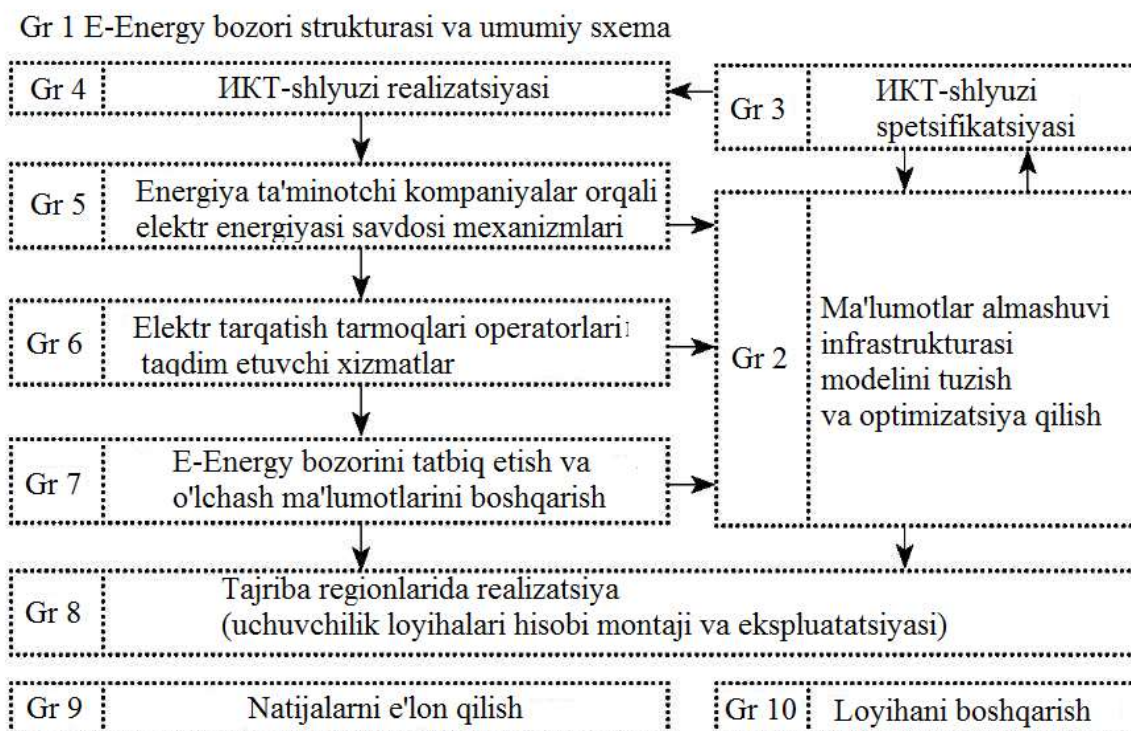 Gr 1 E-Energy bozori strukturasi va umumiy sxema
Gr 4 ИКТ-shlyuzi realizatsiyasi
Gr 3 ИКТ-shlyuzi
spetsifikatsiyasi
Gr 5 Energiya ta'minotchi kompaniyalar orqali
elektr energiyasi savdosi mexanizmlari
Gr 6 Elektr tarqatish tarmoqlari operatorlari
taqdim etuvchi xizmatlar
Gr 7 E-Energy bozorini tatbiq etish va
o'lchash ma'lumotlarini boshqarish
Gr 2 Ma'lumotlar almashuvi
infrastrukturasi
modelini tuzish
va optimizatsiya qilish
Gr 8 Tajriba regionlarida realizatsiya
(uchuvchilik loyihalari hisobi montaji va ekspluatatsiyasi)
Gr 9 Natijalarni e'lon qilish
Gr 10 Loyihani boshqarish